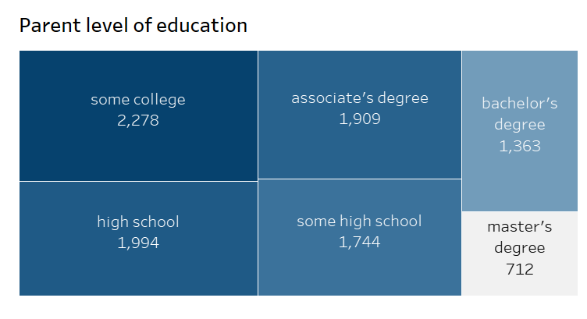 Parent level of education
some college
2,278
associate's degree
1,909
bachelor's
degree
1,363
high school
1,994
some high school
1,744
master's
degree
712